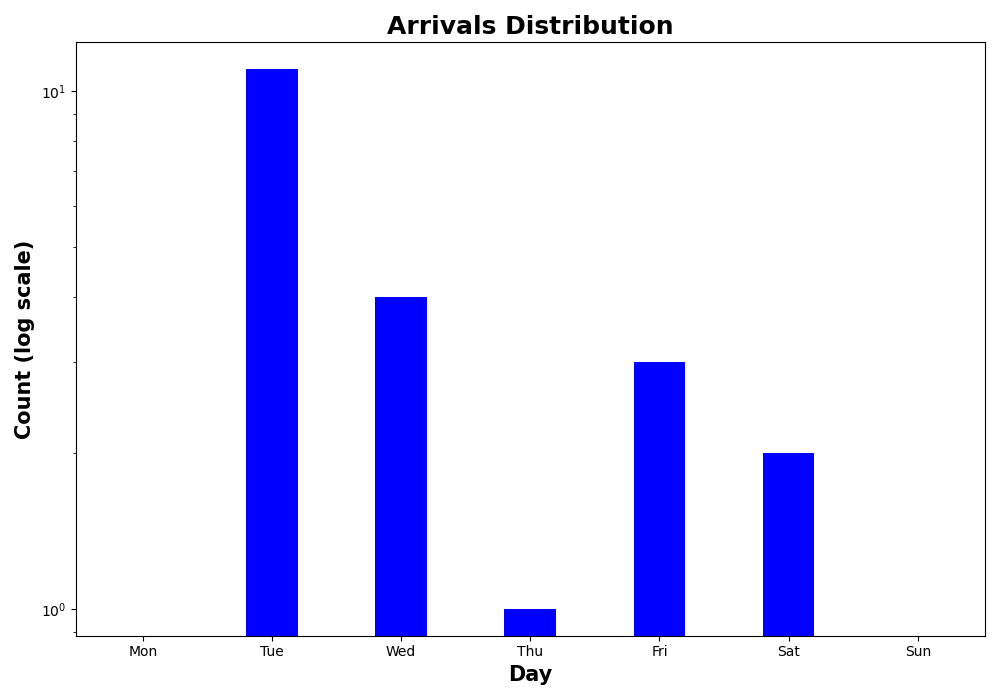 Arrivals Distribution
Count (log scale)
10¹
10⁰
Mon Tue Wed Thu Fri Sat Sun
Day